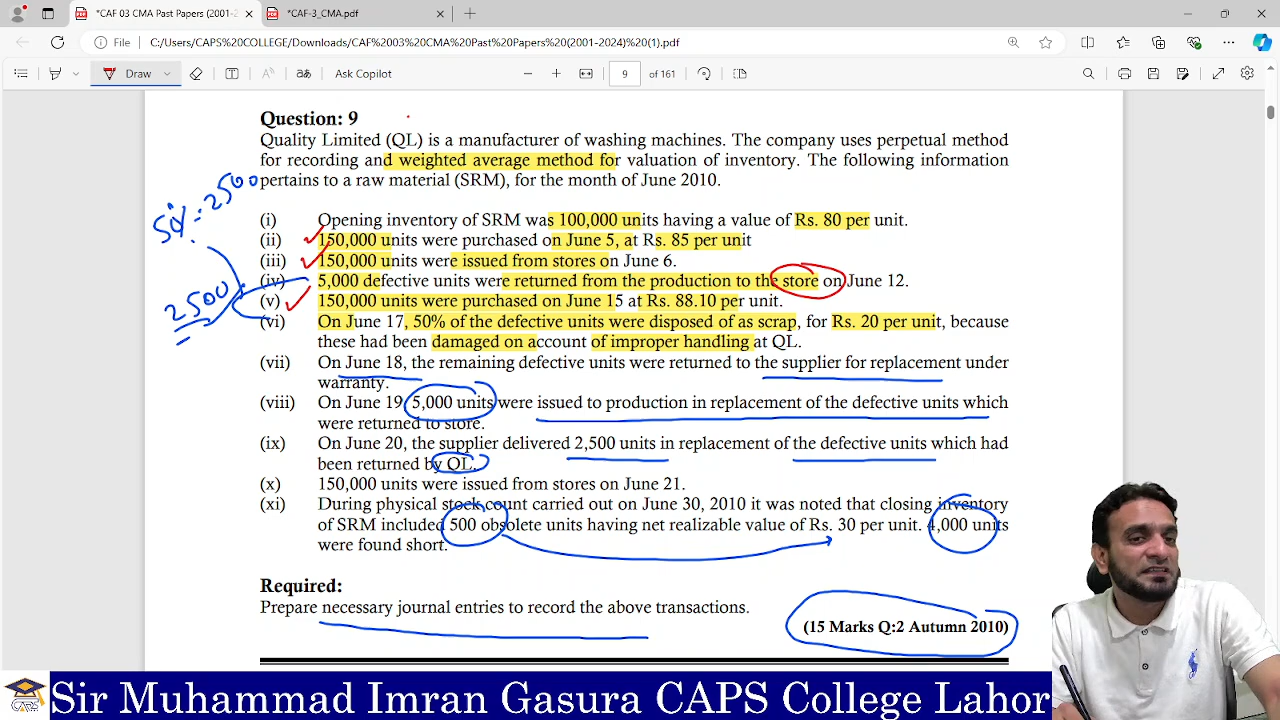 *CAF 03 CMA Past Papers (2001-2
*CAF-3_CMA.pdf
File
C:/Users/CAPS%20COLLEGE/Downloads/CAF%2003%20CMA%20Past%20Papers%20(2001-2024)%20(1).pdf
Draw
Ask Copilot
9
of 161
Question: 9
Quality Limited (QL) is a manufacturer of washing machines. The company uses perpetual method
for recording and weighted average method for valuation of inventory. The following information
pertains to a raw material (SRM), for the month of June 2010.
(i) Opening inventory of SRM was 100,000 units having a value of Rs. 80 per unit.
(ii) 150,000 units were purchased on June 5, at Rs. 85 per unit
(iii) 150,000 units were issued from stores on June 6.
(iv) 5,000 defective units were returned from the production to the store on June 12.
(v) 150,000 units were purchased on June 15 at Rs. 88.10 per unit.
(vi) On June 17, 50% of the defective units were disposed of as scrap, for Rs. 20 per unit, because
these had been damaged on account of improper handling at QL.
(vii) On June 18, the remaining defective units were returned to the supplier for replacement under
warranty.
(viii) On June 19, 5,000 units were issued to production in replacement of the defective units which
were returned to store.
(ix) On June 20, the supplier delivered 2,500 units in replacement of the defective units which had
been returned by QL.
(x) 150,000 units were issued from stores on June 21.
(xi) During physical stock count carried out on June 30, 2010 it was noted that closing inventory
of SRM included 500 obsolete units having net realizable value of Rs. 30 per unit. 4,000 units
were found short.
2500
2500
Required:
Prepare necessary journal entries to record the above transactions.
(15 Marks Q:2 Autumn 2010)
Sir Muhammad Imran Gasura CAPS College Lahor